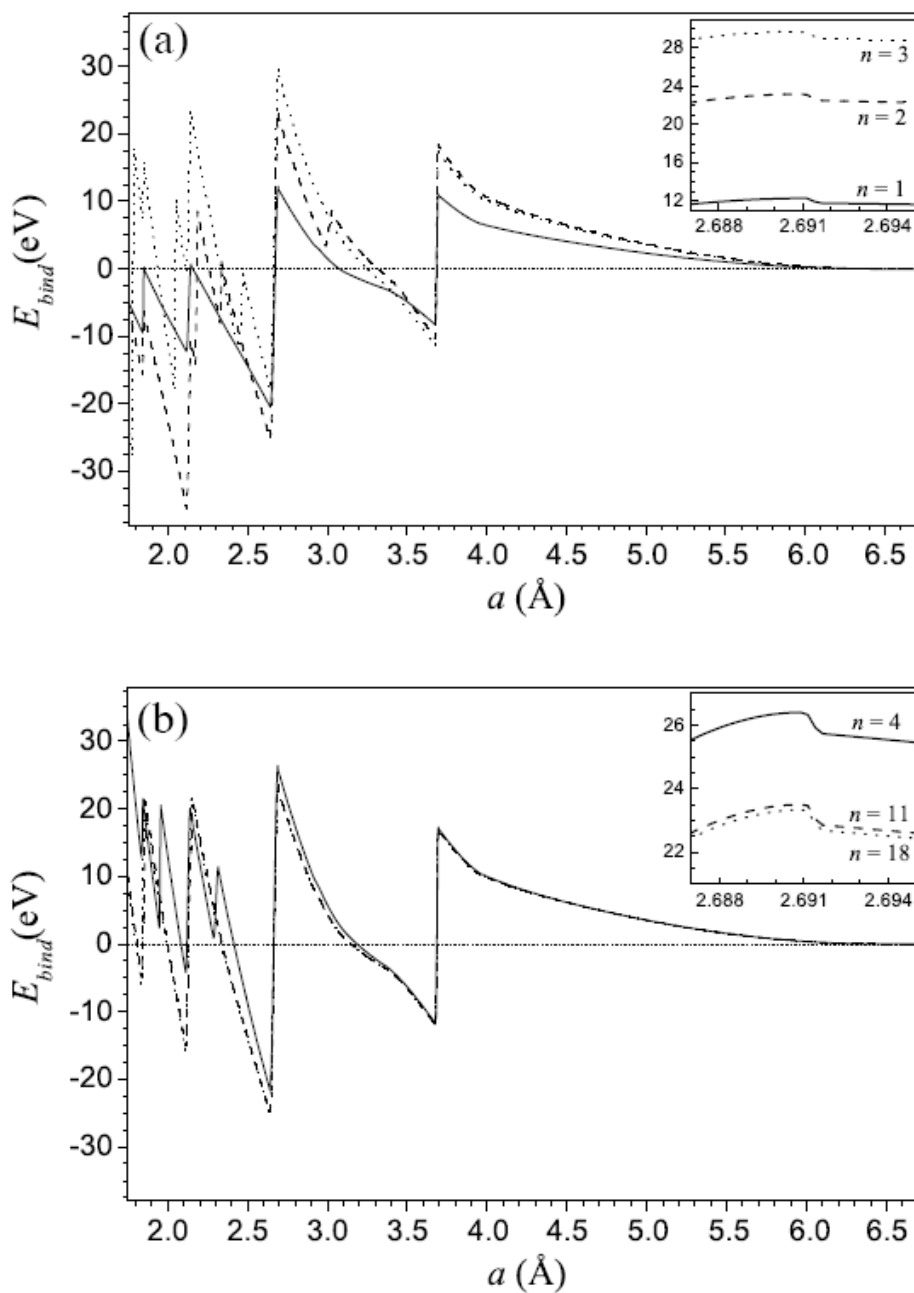 (a)
30
20
10
0
-10
-20
-30
E_bind(eV)
2.0 2.5 3.0 3.5 4.0 4.5 5.0 5.5 6.0 6.5
a (Å)
28
24
20
16
12
n = 3
n = 2
n = 1
2.688 2.691 2.694
(b)
30
20
10
0
-10
-20
-30
E_bind(eV)
2.0 2.5 3.0 3.5 4.0 4.5 5.0 5.5 6.0 6.5
a (Å)
26
24
23
21
n = 4
n = 11
n = 18
2.688 2.691 2.694